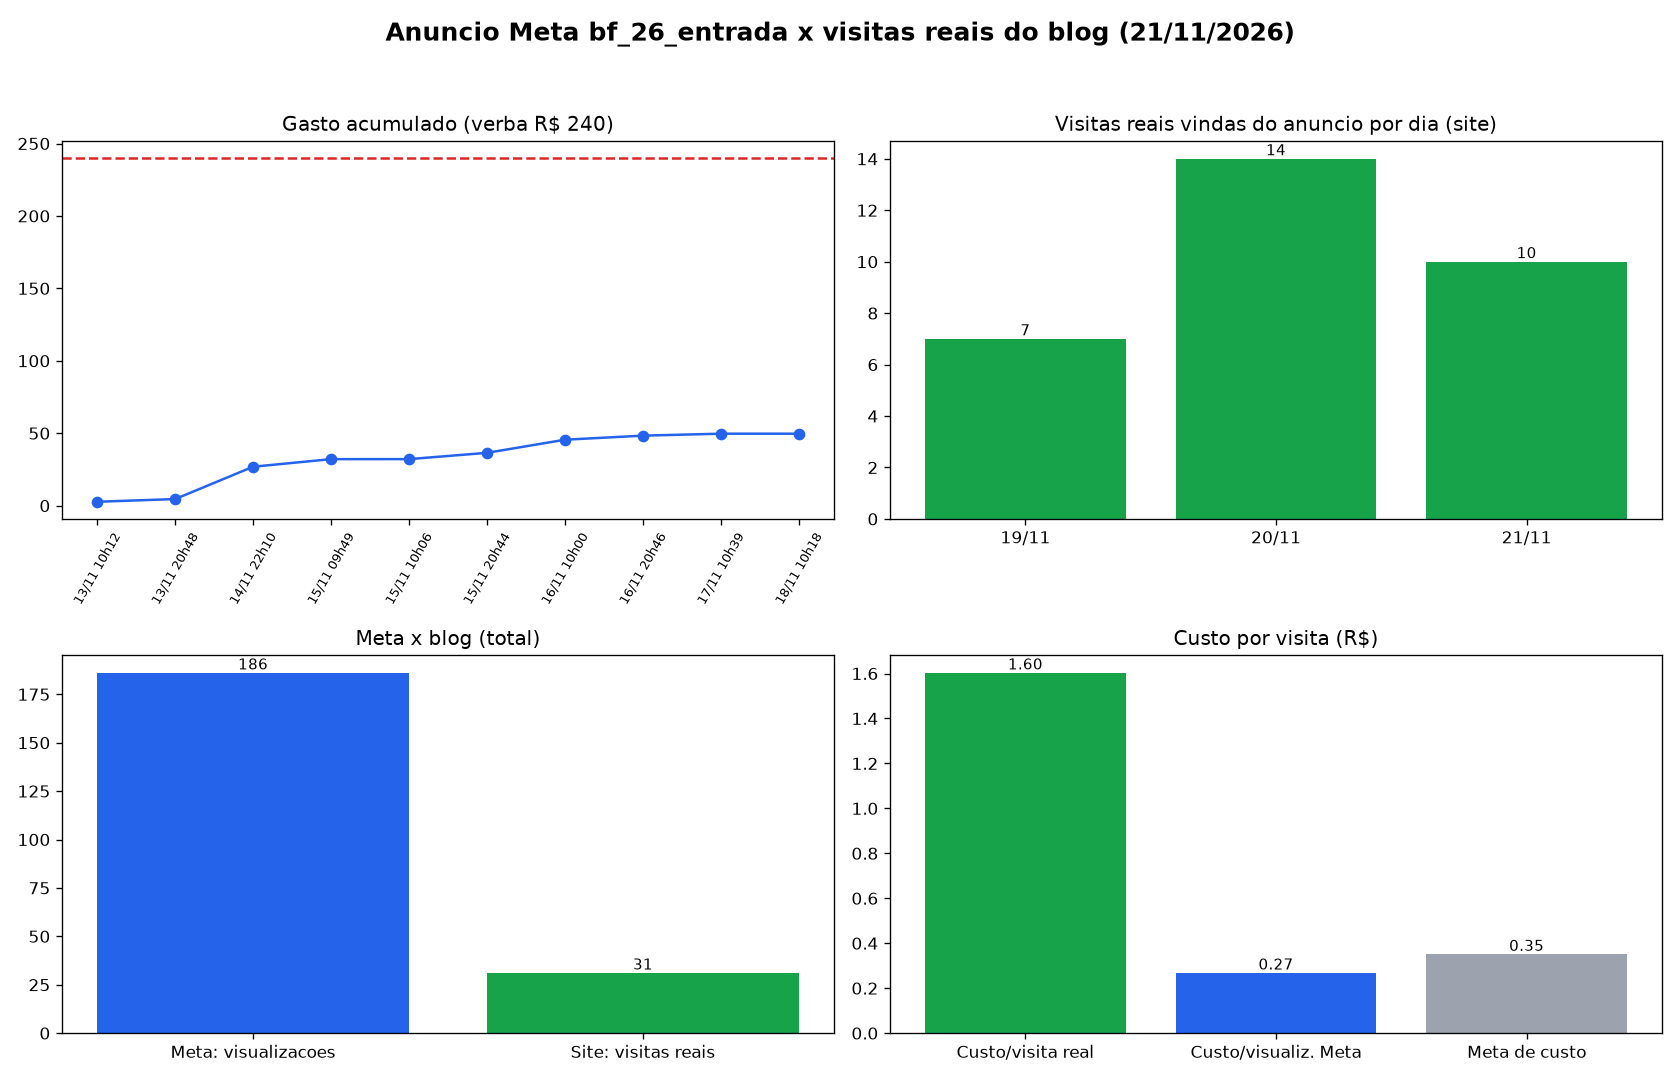 Anuncio Meta bf_26_entrada x visitas reais do blog (21/11/2026)
Gasto acumulado (verba R$ 240)
250
200
150
100
50
0
13/11 10h12
13/11 20h48
14/11 22h10
15/11 09h49
15/11 10h06
15/11 20h44
16/11 10h00
16/11 20h46
17/11 10h39
18/11 10h18
Visitas reais vindas do anuncio por dia (site)
14
12
10
8
6
4
2
0
7
14
10
19/11
20/11
21/11
Meta x blog (total)
175
150
125
100
75
50
25
0
186
31
Meta: visualizacoes
Site: visitas reais
Custo por visita (R$)
1.6
1.4
1.2
1.0
0.8
0.6
0.4
0.2
0.0
1.60
0.27
0.35
Custo/visita real
Custo/visualiz. Meta
Meta de custo